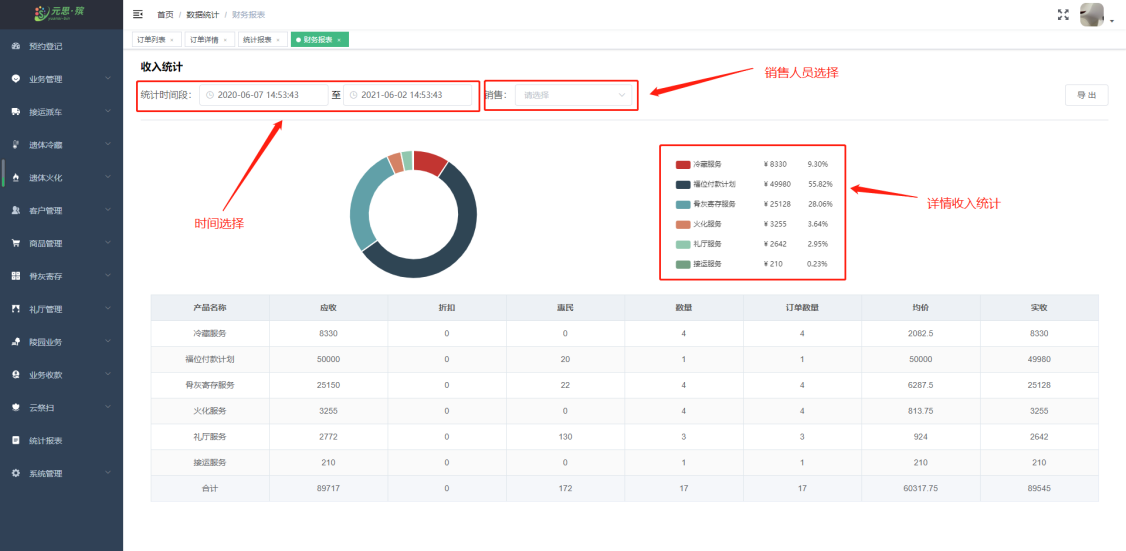 元思·殡
首页 / 数据统计 / 财务报表
订单列表 × 订单详情 × 统计报表 × 财务报表 ×
预约登记
业务管理
接运派车
遗体冷藏
遗体火化
客户管理
商品管理
骨灰寄存
礼厅管理
陵园业务
业务收款
云祭扫
统计报表
系统管理
收入统计
统计时间段: 2020-06-07 14:53:43 至 2021-06-02 14:53:43 销售: 请选择 导出
销售人员选择
时间选择
详情收入统计
冷藏服务 ¥ 8330 9.30%
福位付款计划 ¥ 49980 55.82%
骨灰寄存服务 ¥ 25128 28.06%
火化服务 ¥ 3255 3.64%
礼厅服务 ¥ 2642 2.95%
接运服务 ¥ 210 0.23%
产品名称 应收 折扣 惠民 数量 订单数量 均价 实收
冷藏服务 8330 0 0 4 4 2082.5 8330
福位付款计划 50000 0 20 1 1 50000 49980
骨灰寄存服务 25150 0 22 4 4 6287.5 25128
火化服务 3255 0 0 4 4 813.75 3255
礼厅服务 2772 0 130 3 3 924 2642
接运服务 210 0 0 1 1 210 210
合计 89717 0 172 17 17 60317.75 89545